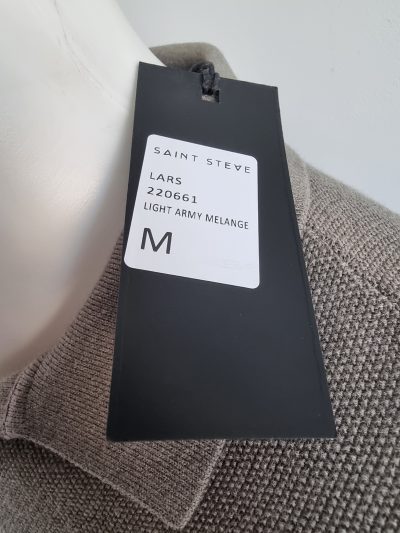 SAINT STEVE
LARS
220661
LIGHT ARMY MELANGE
M